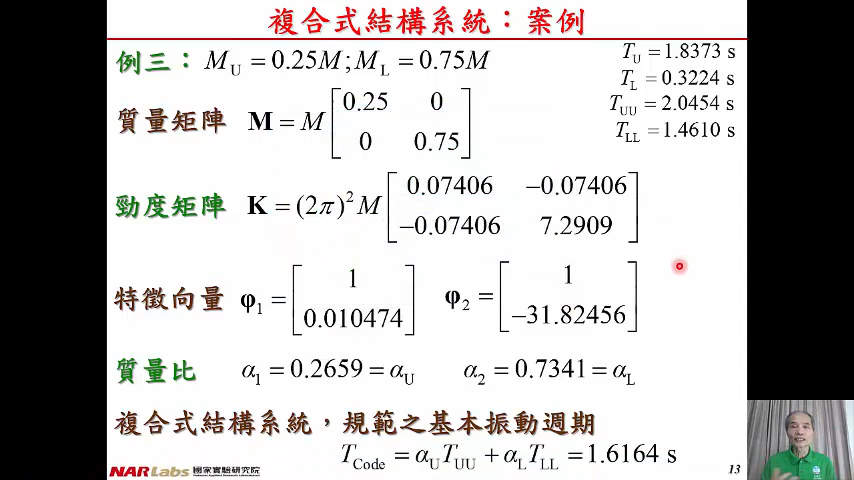 複合式結構系統：案例
例三： M_U = 0.25M ; M_L = 0.75M
T_U = 1.8373 s
T_L = 0.3224 s
T_UU = 2.0454 s
T_LL = 1.4610 s
質量矩陣 M = M [0.25 0
0 0.75]
勁度矩陣 K = (2π)² M [0.07406 −0.07406
−0.07406 7.2909]
特徵向量 φ₁ = [1
0.010474] φ₂ = [1
−31.82456]
質量比 α₁ = 0.2659 = α_U α₂ = 0.7341 = α_L
複合式結構系統，規範之基本振動週期
T_Code = α_U T_UU + α_L T_LL = 1.6164 s
NARLabs 國家實驗研究院
13